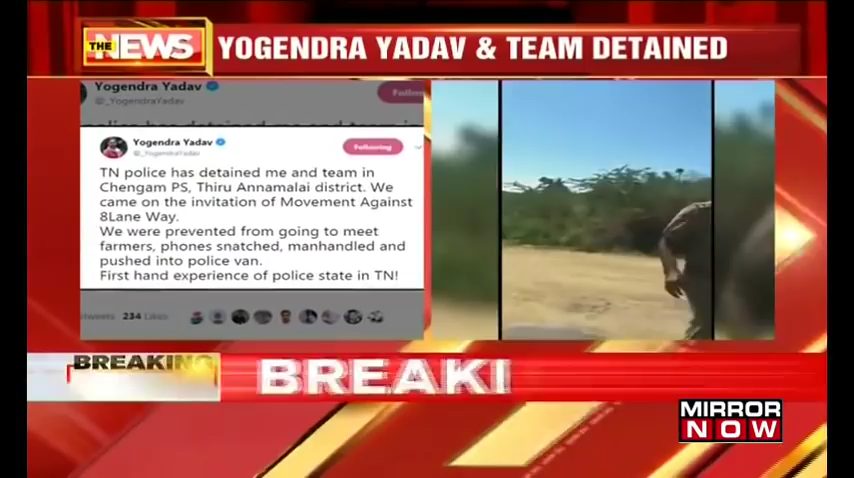 THE NEWS
YOGENDRA YADAV & TEAM DETAINED
Yogendra Yadav
@_YogendraYadav
Yogendra Yadav
@_YogendraYadav
Following
TN police has detained me and team in
Chengam PS, Thiru Annamalai district. We
came on the invitation of Movement Against
8Lane Way.
We were prevented from going to meet
farmers, phones snatched, manhandled and
pushed into police van.
First hand experience of police state in TN!
234 Likes
BREAKING
BREAKI
MIRROR
NOW